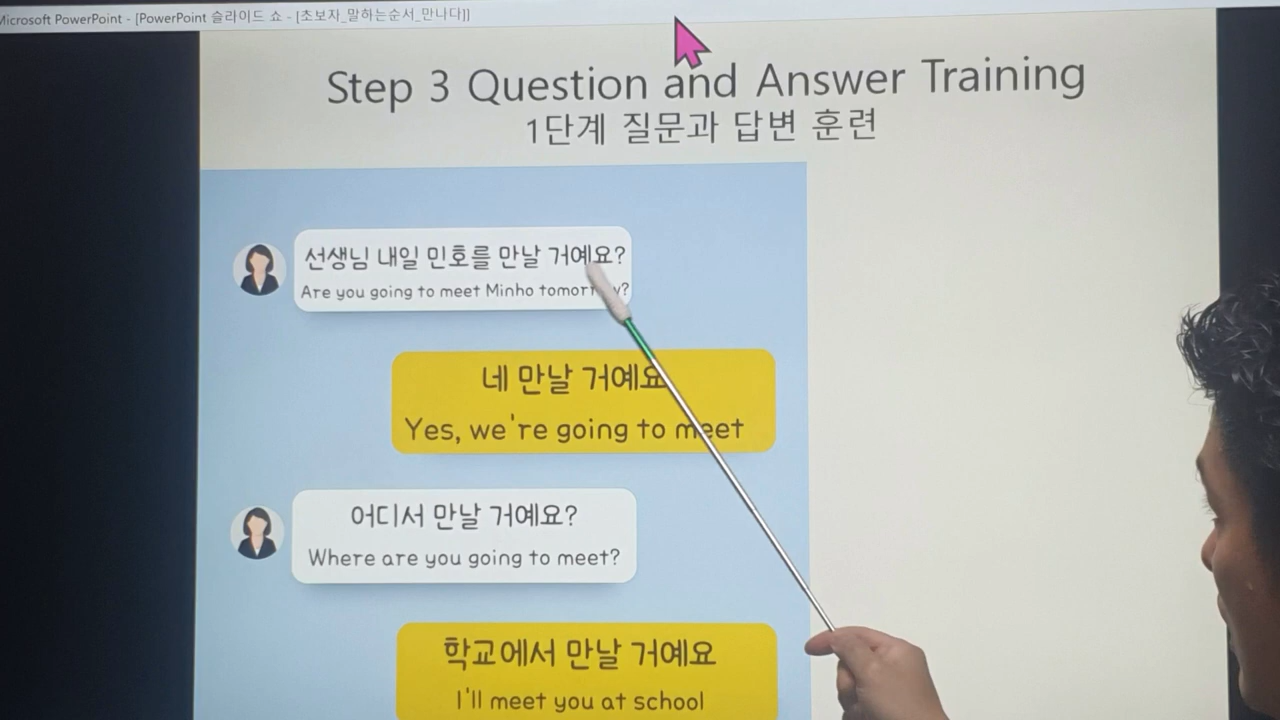 Microsoft PowerPoint - [PowerPoint 슬라이드 쇼 - [초보자_말하는순서_만나다]]
Step 3 Question and Answer Training
1단계 질문과 답변 훈련
선생님 내일 민호를 만날 거예요?
Are you going to meet Minho tomorrow?
네 만날 거예요
Yes, we're going to meet
어디서 만날 거예요?
Where are you going to meet?
학교에서 만날 거예요
I'll meet you at school